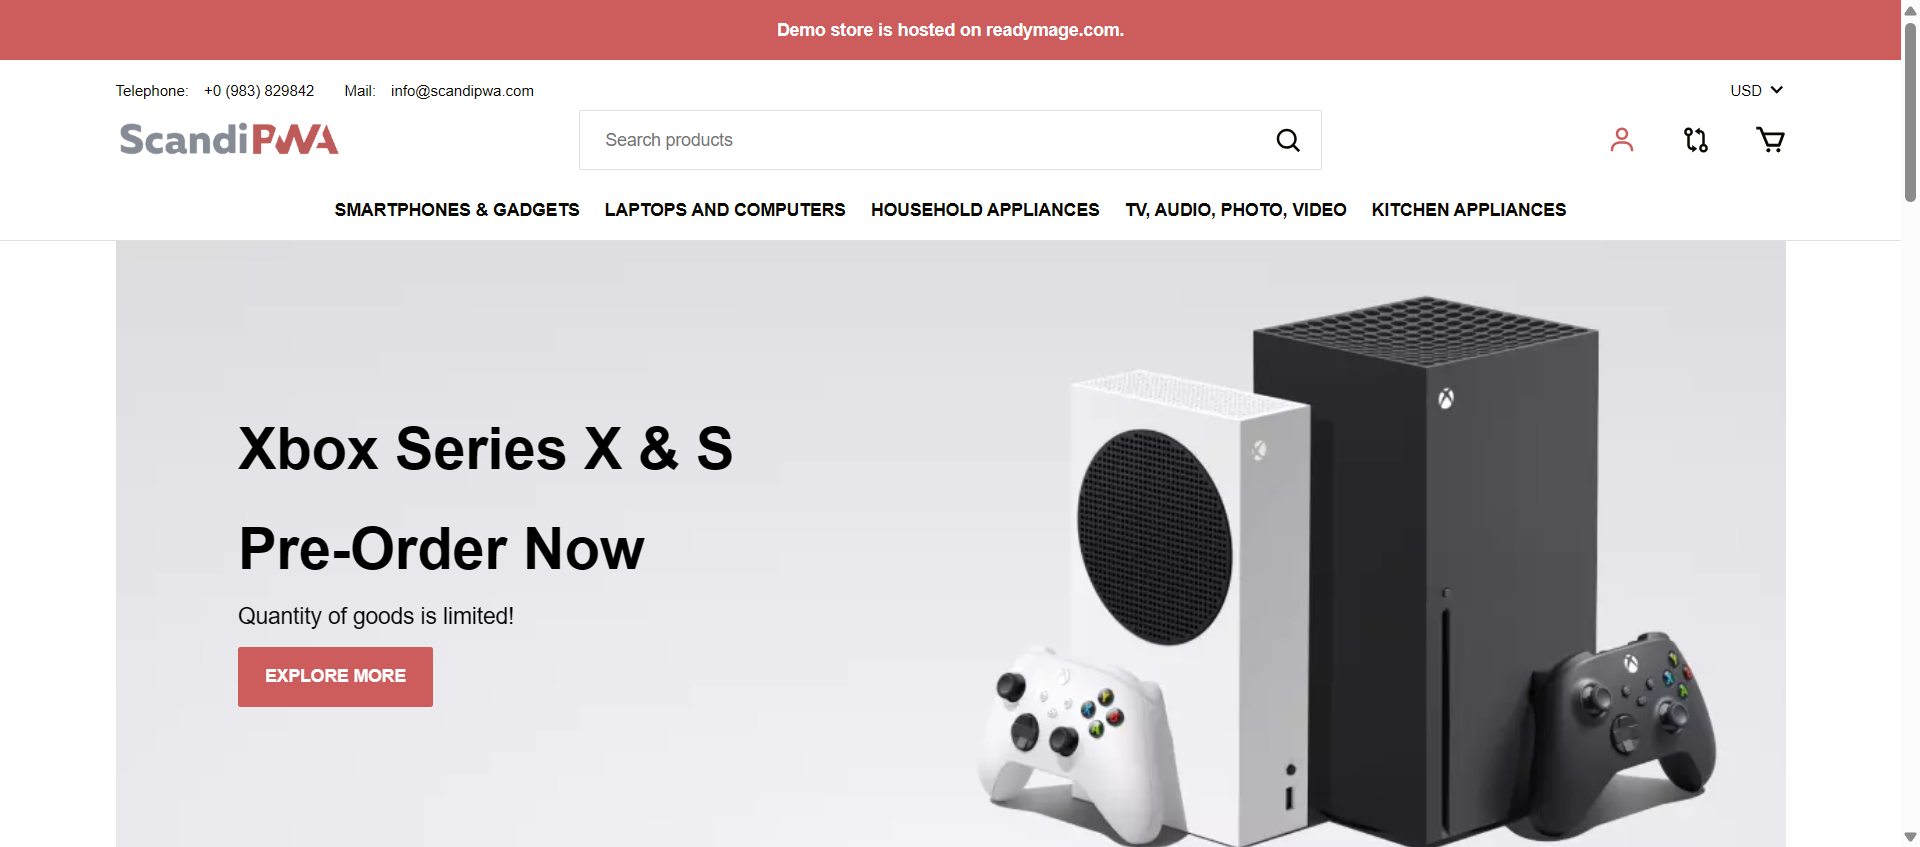 Demo store is hosted on readymage.com.
Telephone: +0 (983) 829842 Mail: info@scandipwa.com USD
ScandiPWA Search products
SMARTPHONES & GADGETS LAPTOPS AND COMPUTERS HOUSEHOLD APPLIANCES TV, AUDIO, PHOTO, VIDEO KITCHEN APPLIANCES
Xbox Series X & S
Pre-Order Now
Quantity of goods is limited!
EXPLORE MORE